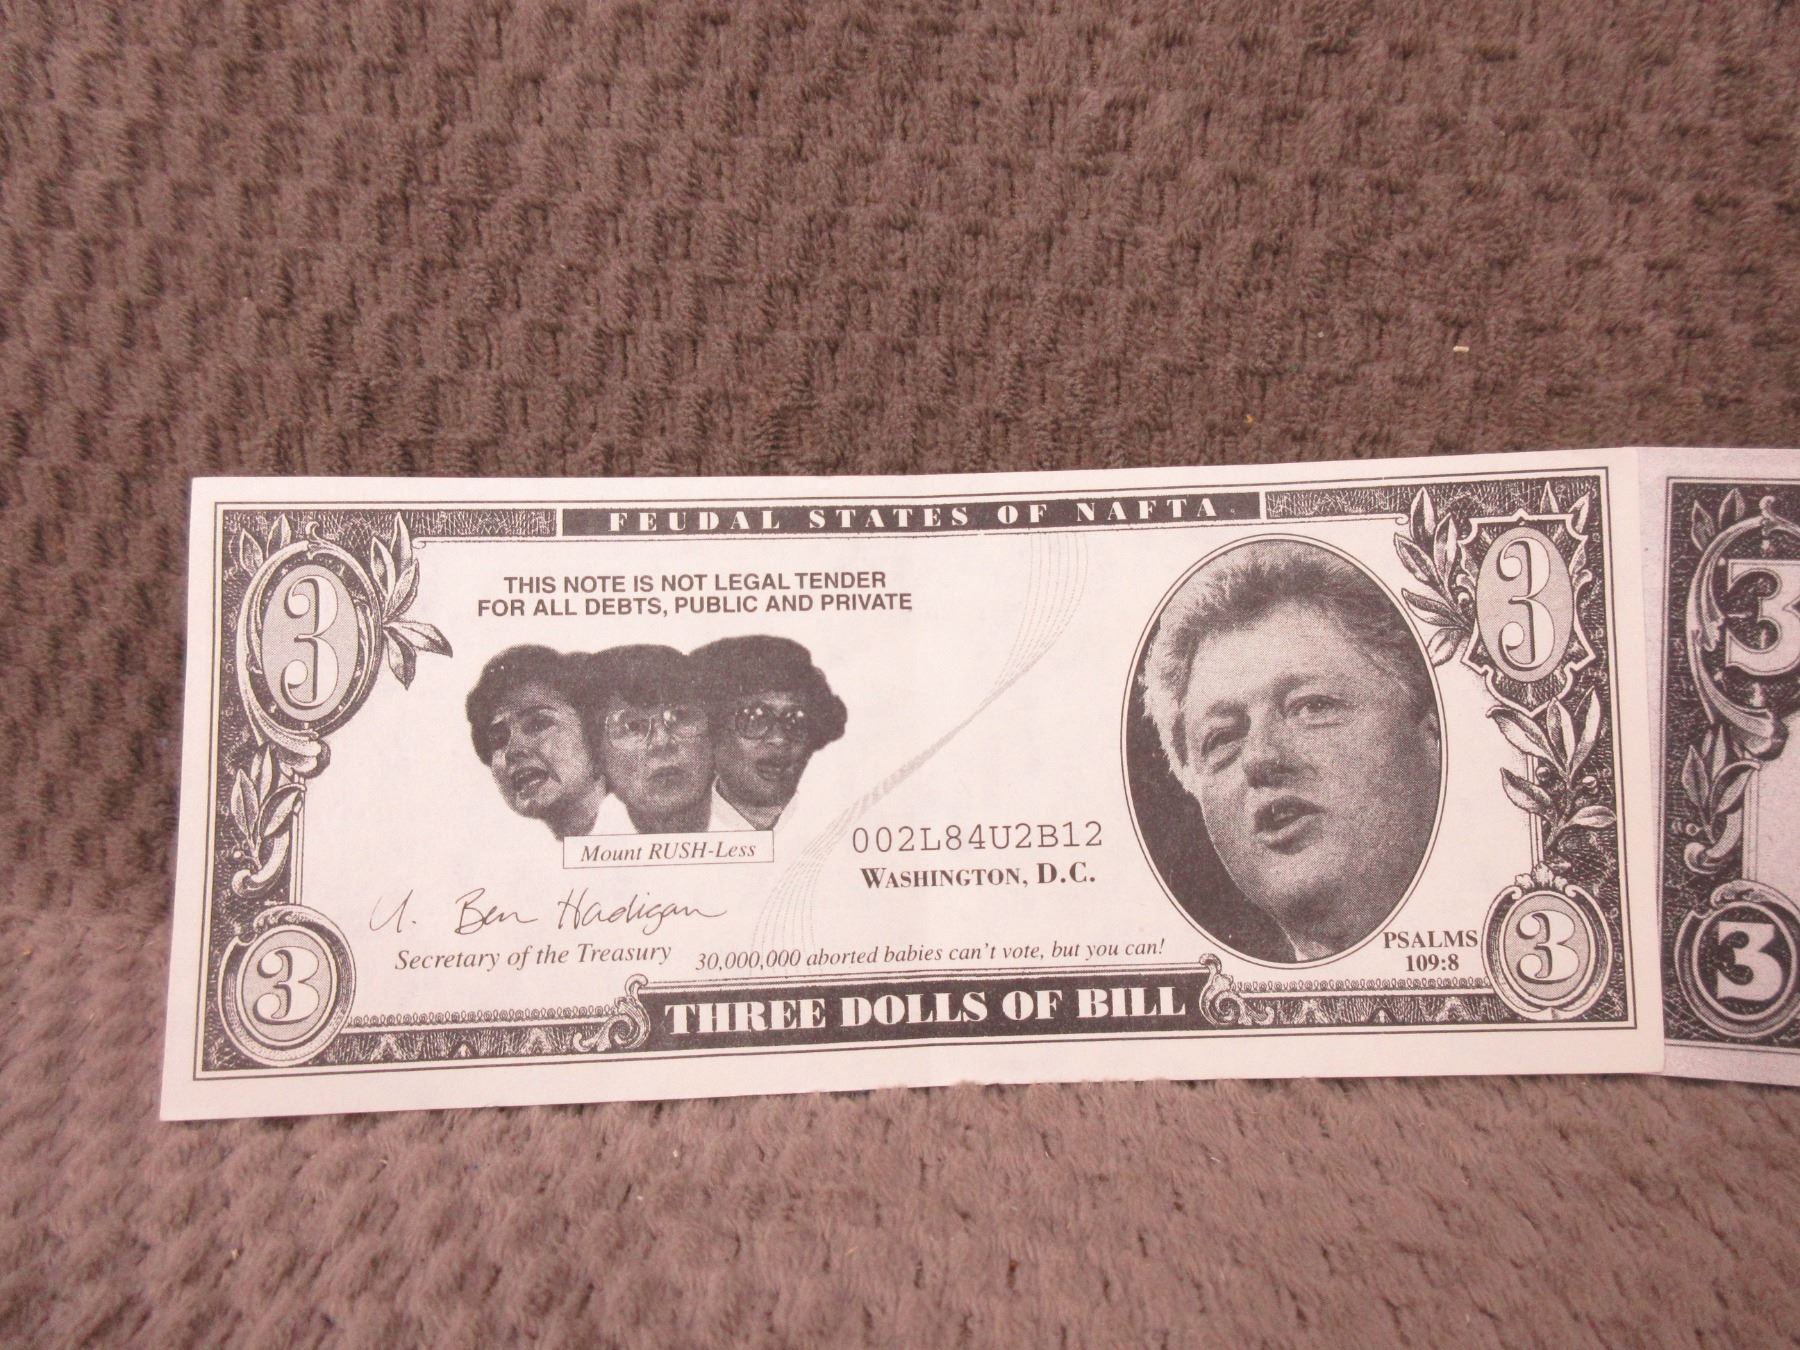 FEUDAL STATES OF NAFTA
3
3
3
THIS NOTE IS NOT LEGAL TENDER
FOR ALL DEBTS, PUBLIC AND PRIVATE
Mount RUSH-Less
002L84U2B12
WASHINGTON, D.C.
U. Ben Hadigan
Secretary of the Treasury
30,000,000 aborted babies can't vote, but you can!
PSALMS
109:8
3
3
3
THREE DOLLS OF BILL